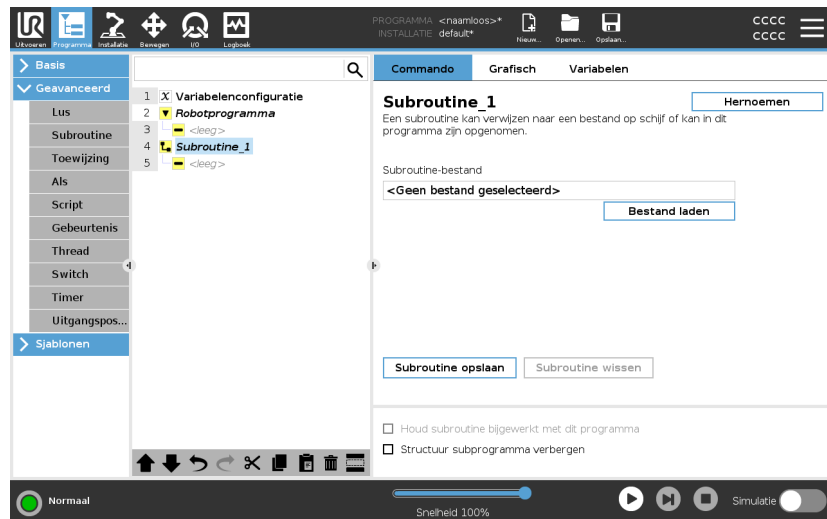 PROGRAMMA <naamloos>*
INSTALLATIE default*
CCCC
CCCC
Uitvoeren Programma Installatie Bewegen I/O Logboek Nieuw... Openen... Opslaan...
Basis
Geavanceerd
Lus
Subroutine
Toewijzing
Als
Script
Gebeurtenis
Thread
Switch
Timer
Uitgangspos...
Sjablonen
1 X Variabelenconfiguratie
2 Robotprogramma
3 <leeg>
4 Subroutine_1
5 <leeg>
Commando Grafisch Variabelen
Subroutine_1
Hernoemen
Een subroutine kan verwijzen naar een bestand op schijf of kan in dit
programma zijn opgenomen.
Subroutine-bestand
<Geen bestand geselecteerd>
Bestand laden
Subroutine opslaan Subroutine wissen
Houd subroutine bijgewerkt met dit programma
Structuur subprogramma verbergen
Normaal
Snelheid 100%
Simulatie